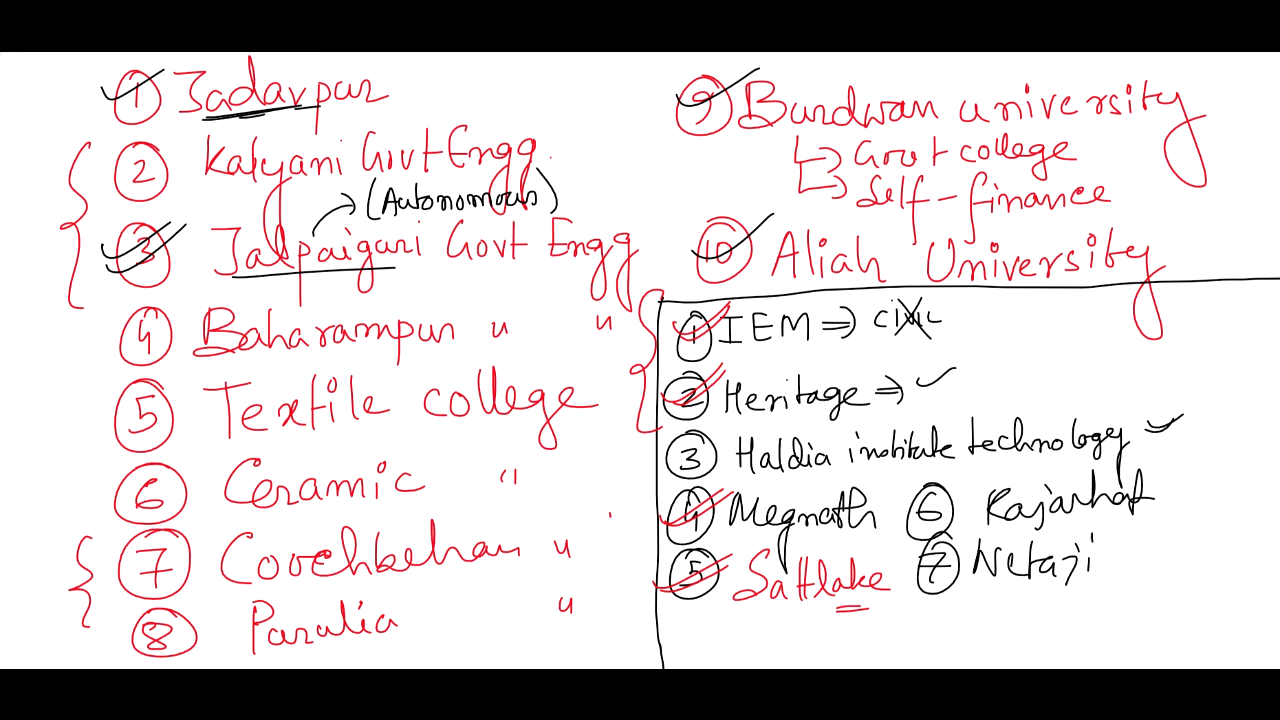 ① Jadavpur
② Kalyani Govt Engg.
(Autonomous)
③ Jalpaiguri Govt Engg
④ Baharampur " "
⑤ Textile college
⑥ Ceramic "
⑦ Coochbehar "
⑧ Purulia "
⑨ Burdwan university
Govt college
Self-finance
⑩ Aliah University
① IEM ⇒ civil
② Heritage ⇒ ✓
③ Haldia institute technology ✓
④ Megnath ⑥ Rajarhat
⑤ Saltlake ⑦ Netaji